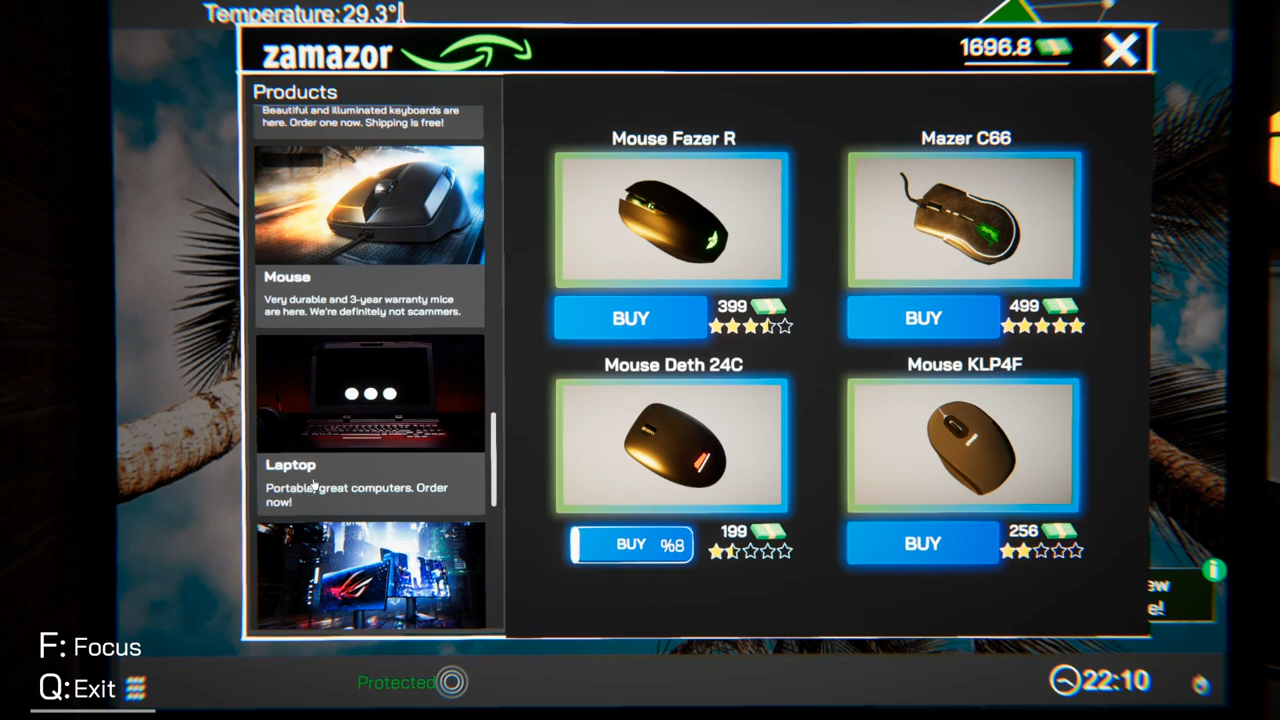 Temperature:29.3°
zamazor
1696.8
Products
Beautiful and illuminated keyboards are
here. Order one now. Shipping is free!
Mouse
Very durable and 3-year warranty mice
are here. We're definitely not scammers.
Laptop
Portable, great computers. Order
now!
Mouse Fazer R
BUY
399
Mazer C66
BUY
499
Mouse Deth 24C
BUY %8
199
Mouse KLP4F
BUY
256
ew
e!
F: Focus
Q: Exit
Protected
22:10